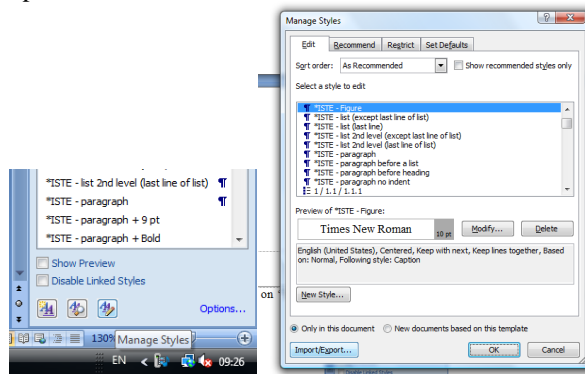 *ISTE - list 2nd level (last line of list) ¶
*ISTE - paragraph ¶
*ISTE - paragraph + 9 pt
*ISTE - paragraph + Bold
Show Preview
Disable Linked Styles
Options...
130%
Manage Styles
EN
09:26
on
Manage Styles
Edit Recommend Restrict Set Defaults
Sort order: As Recommended Show recommended styles only
Select a style to edit
¶ *ISTE - Figure
¶ *ISTE - list (except last line of list)
¶ *ISTE - list (last line)
¶ *ISTE - list 2nd level (except last line of list)
¶ *ISTE - list 2nd level (last line of list)
¶ *ISTE - paragraph
¶ *ISTE - paragraph before a list
¶ *ISTE - paragraph before heading
¶ *ISTE - paragraph no indent
1 / 1.1 / 1.1.1
Preview of *ISTE - Figure:
Times New Roman 10 pt Modify... Delete
English (United States), Centered, Keep with next, Keep lines together, Based
on: Normal, Following style: Caption
New Style...
Only in this document New documents based on this template
Import/Export... OK Cancel